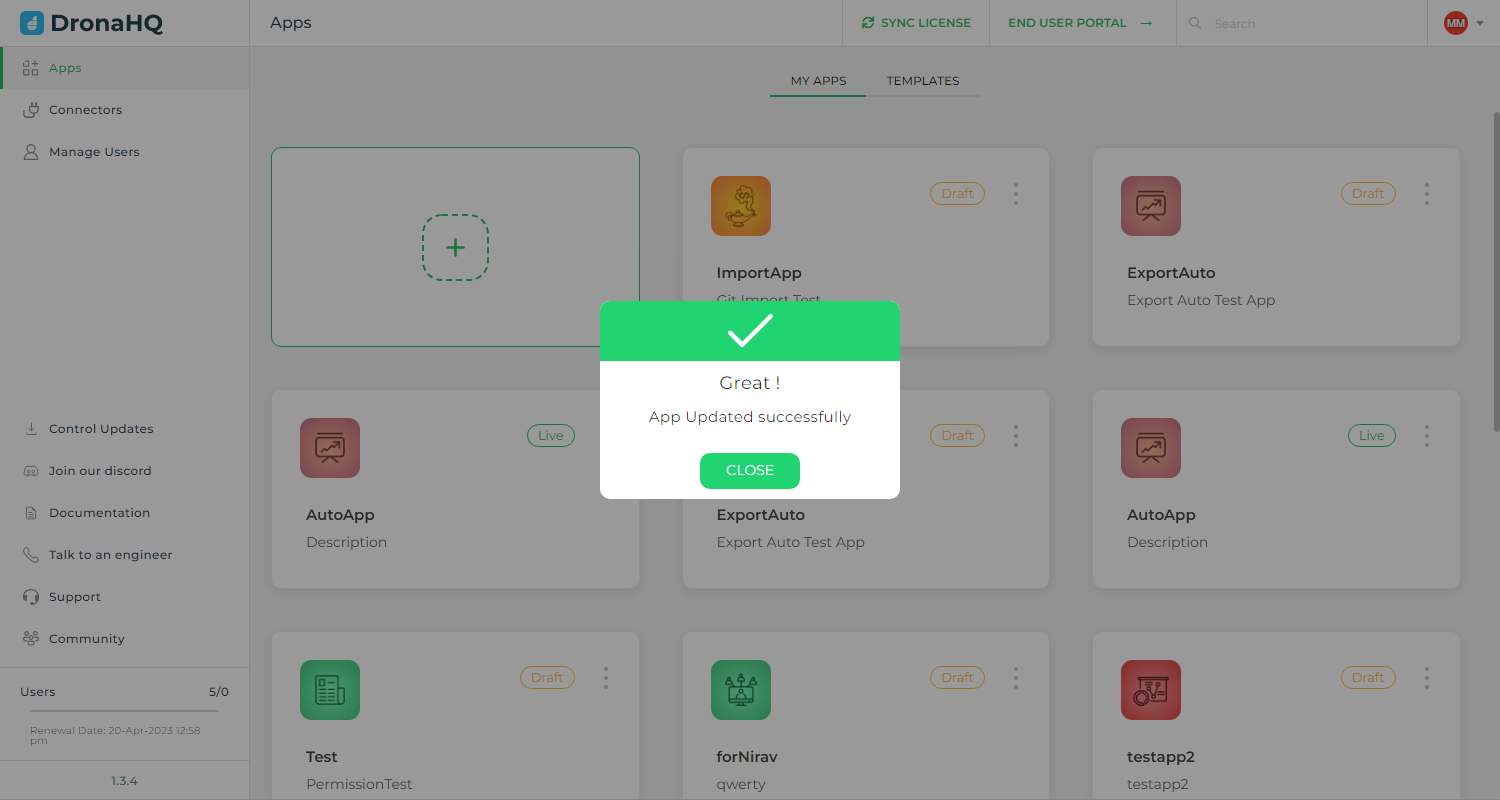 DronaHQ
Apps
SYNC LICENSE
END USER PORTAL →
Search
MM
Apps
Connectors
Manage Users
Control Updates
Join our discord
Documentation
Talk to an engineer
Support
Community
Users 5/0
Renewal Date: 20-Apr-2023 12:58
pm
1.3.4
MY APPS TEMPLATES
Draft
ImportApp
Git Import Test
Draft
ExportAuto
Export Auto Test App
Great !
App Updated successfully
CLOSE
Live
AutoApp
Description
Draft
ExportAuto
Export Auto Test App
Live
AutoApp
Description
Draft
Test
PermissionTest
Draft
forNirav
qwerty
Draft
testapp2
testapp2